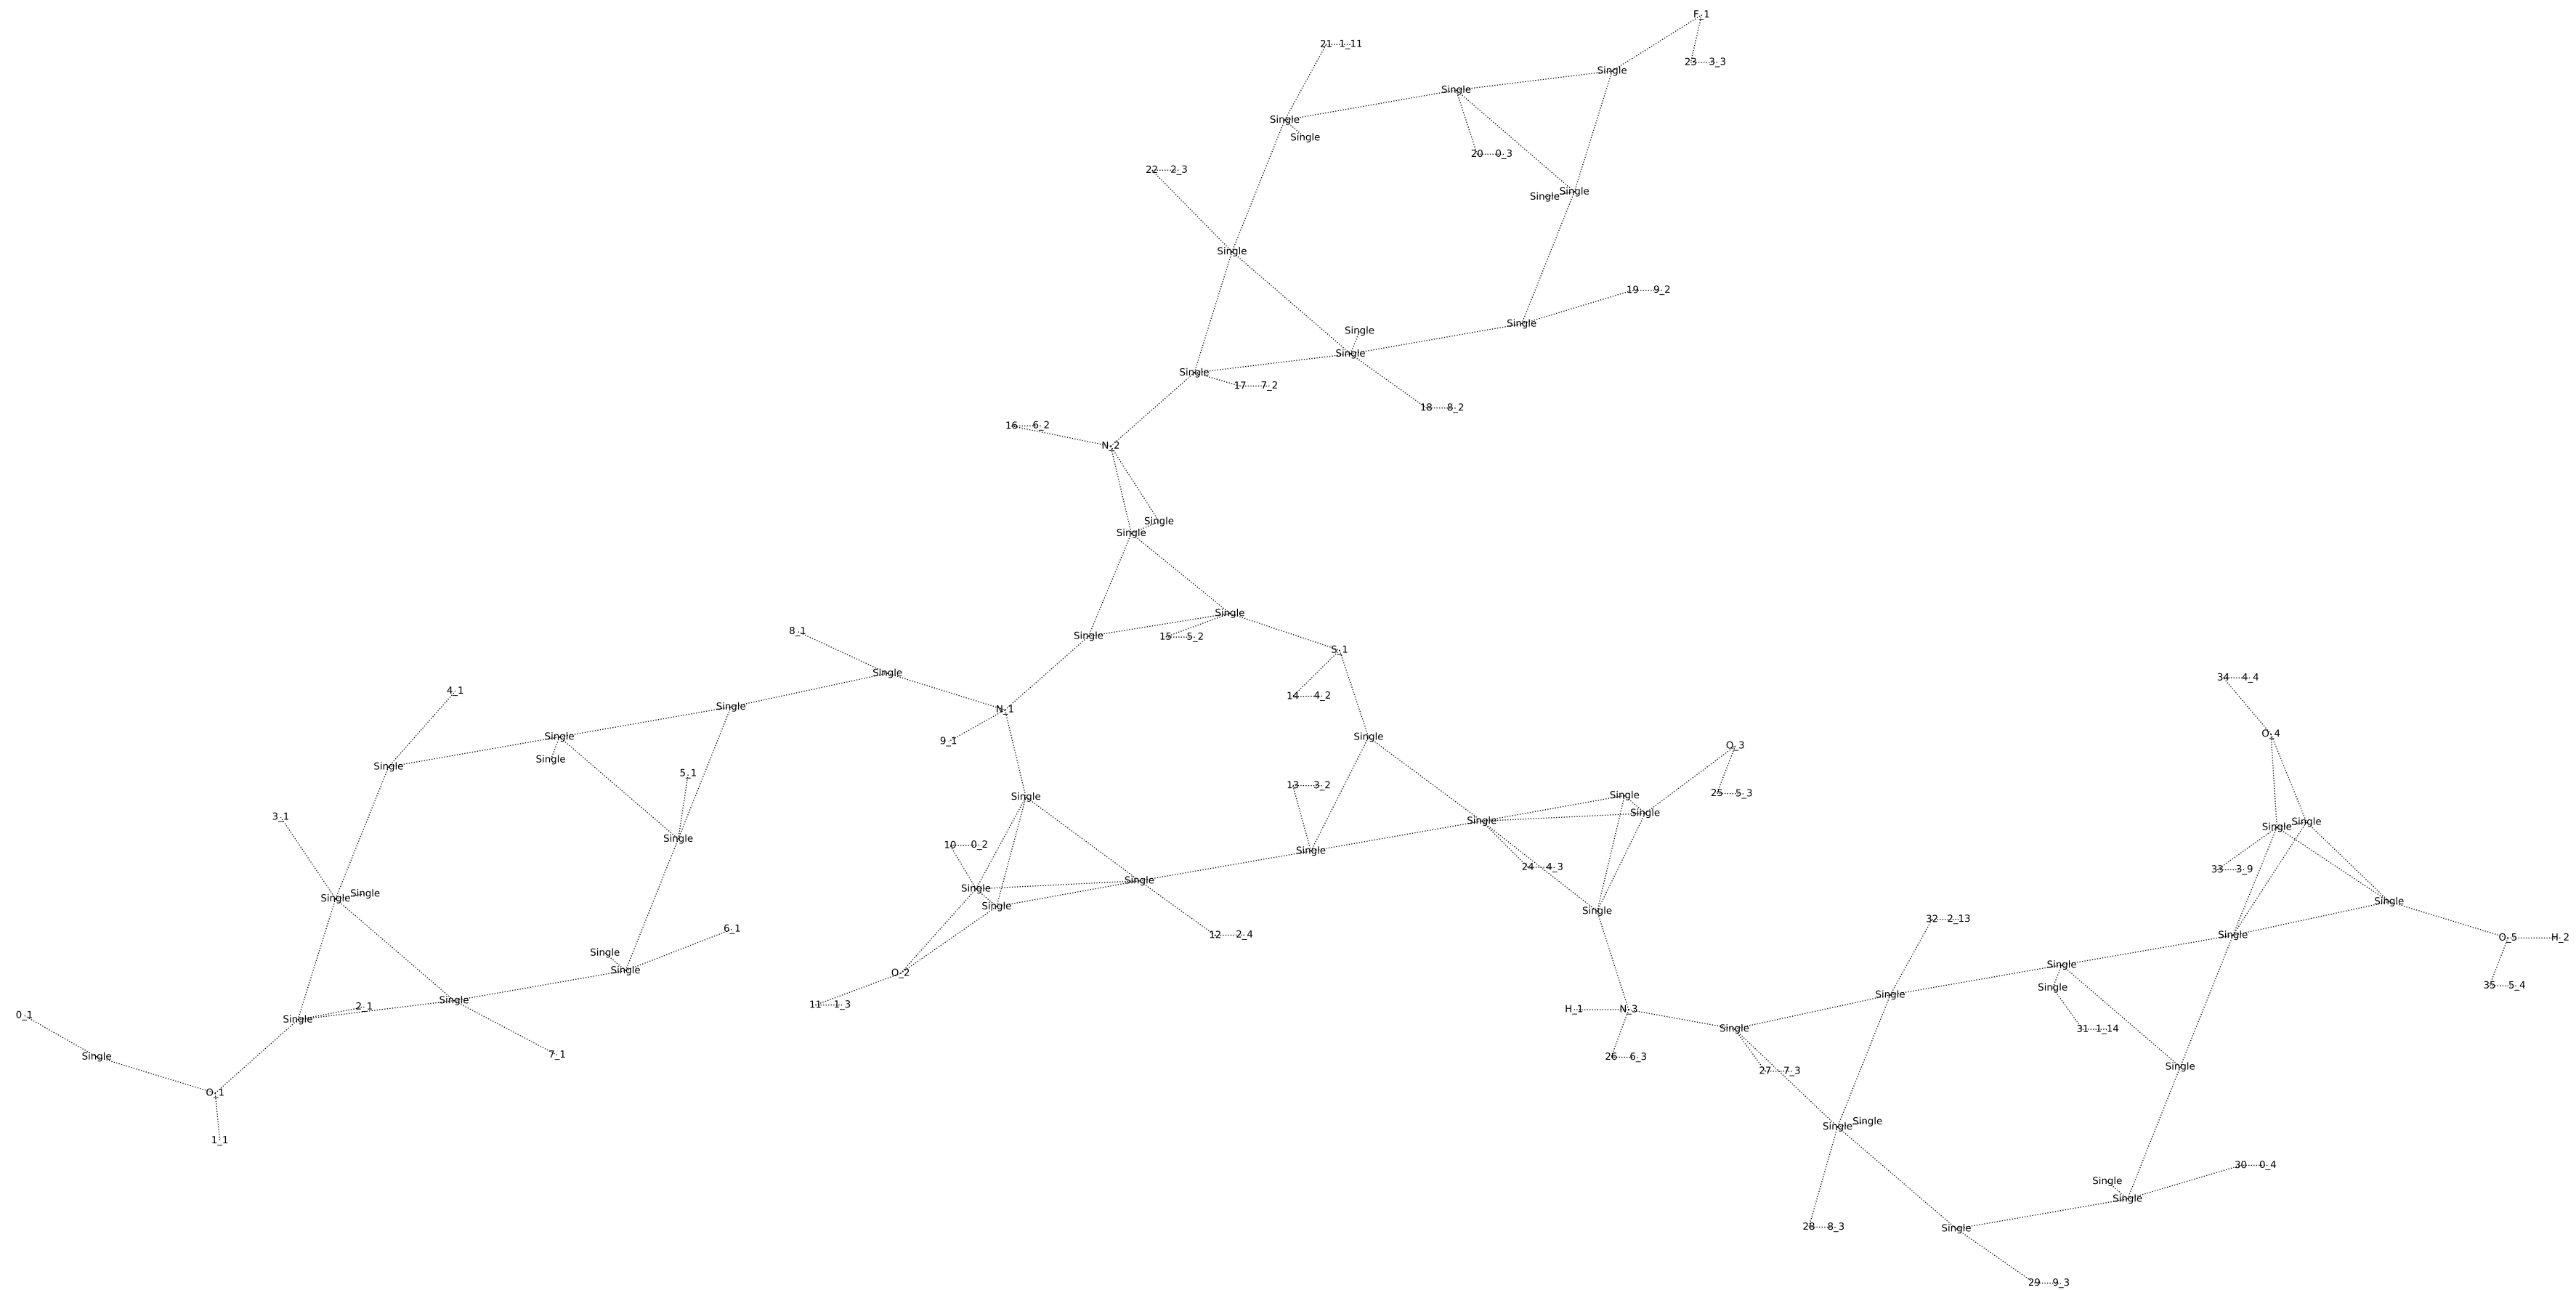 F_1
21 1_11
23 3_3
Single
Single
Single
Single
20 0_3
22 2_3
Single
Single
Single
19 9_2
Single
Single
Single
Single
17 7_2
18 8_2
16 6_2
N_2
Single
Single
Single
8_1
Single
15 5_2
S_1
Single
34 4_4
4_1
14 4_2
Single
N_1
O_4
Single
Single
9_1
O_3
Single
Single
5_1
13 3_2
25 5_3
Single
Single
Single
3_1
Single
Single
Single
Single
10 0_2
Single
24 4_3
33 3_9
Single
Single
Single
Single
Single
Single
Single
32 2_13
6_1
12 2_4
Single
O_5 H_2
Single
Single
Single
O_2
35 5_4
Single
Single
Single
11 1_3
2_1
H_1 N_3
0_1
Single
Single
31 1_14
7_1
Single
26 6_3
Single
27 7_3
O_1
Single
Single
1_1
30 0_4
Single
Single
28 8_3
Single
29 9_3